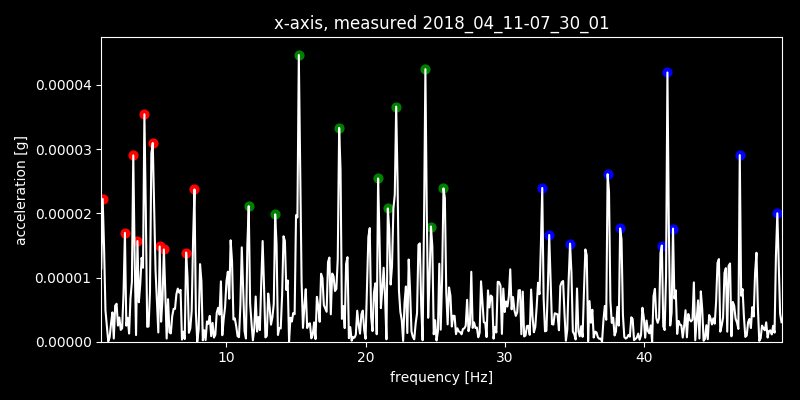 x-axis, measured 2018_04_11-07_30_01
acceleration [g]
0.00004
0.00003
0.00002
0.00001
0.00000
10 20 30 40
frequency [Hz]